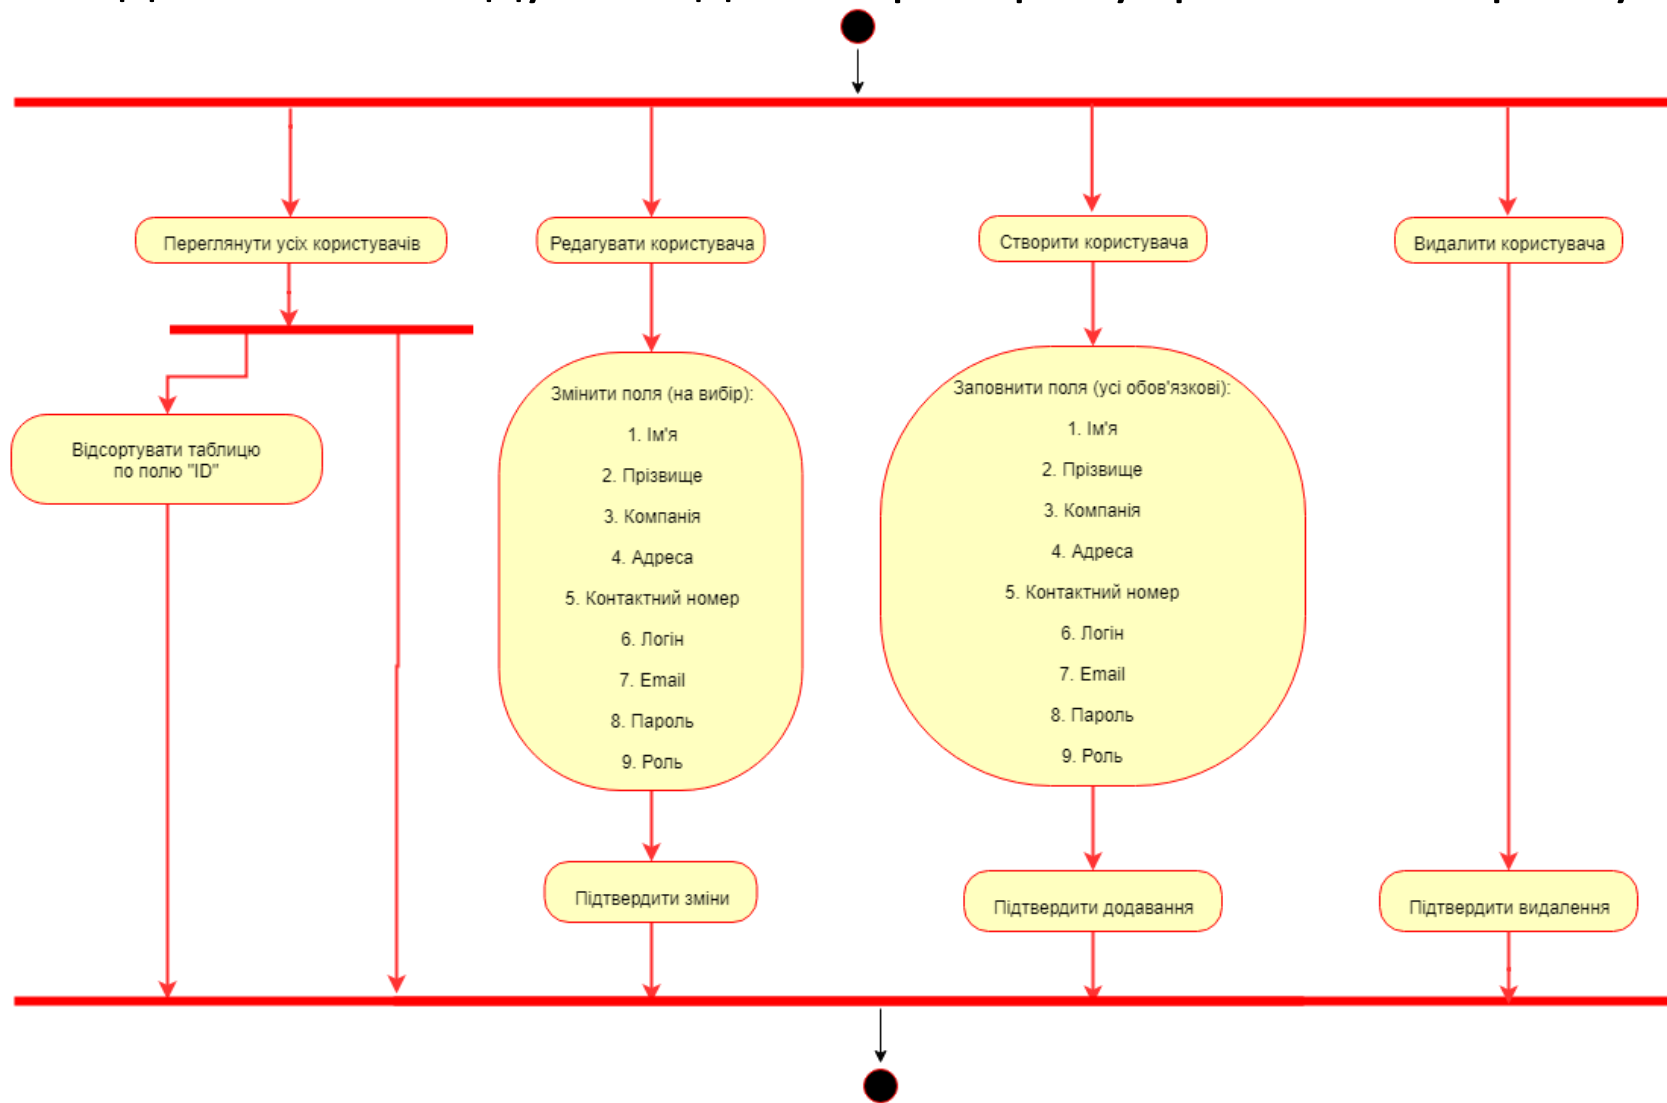 Переглянути усіх користувачів
Редагувати користувача
Створити користувача
Видалити користувача
Відсортувати таблицю
по полю "ID"
Змінити поля (на вибір):
1. Ім'я
2. Прізвище
3. Компанія
4. Адреса
5. Контактний номер
6. Логін
7. Email
8. Пароль
9. Роль
Заповнити поля (усі обов'язкові):
1. Ім'я
2. Прізвище
3. Компанія
4. Адреса
5. Контактний номер
6. Логін
7. Email
8. Пароль
9. Роль
Підтвердити зміни
Підтвердити додавання
Підтвердити видалення